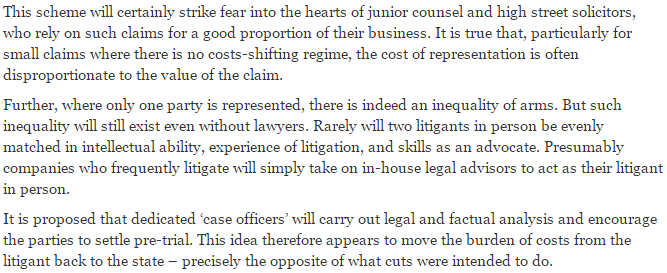 This scheme will certainly strike fear into the hearts of junior counsel and high street solicitors,
who rely on such claims for a good proportion of their business. It is true that, particularly for
small claims where there is no costs-shifting regime, the cost of representation is often
disproportionate to the value of the claim.
Further, where only one party is represented, there is indeed an inequality of arms. But such
inequality will still exist even without lawyers. Rarely will two litigants in person be evenly
matched in intellectual ability, experience of litigation, and skills as an advocate. Presumably
companies who frequently litigate will simply take on in-house legal advisors to act as their litigant
in person.
It is proposed that dedicated ‘case officers’ will carry out legal and factual analysis and encourage
the parties to settle pre-trial. This idea therefore appears to move the burden of costs from the
litigant back to the state – precisely the opposite of what cuts were intended to do.